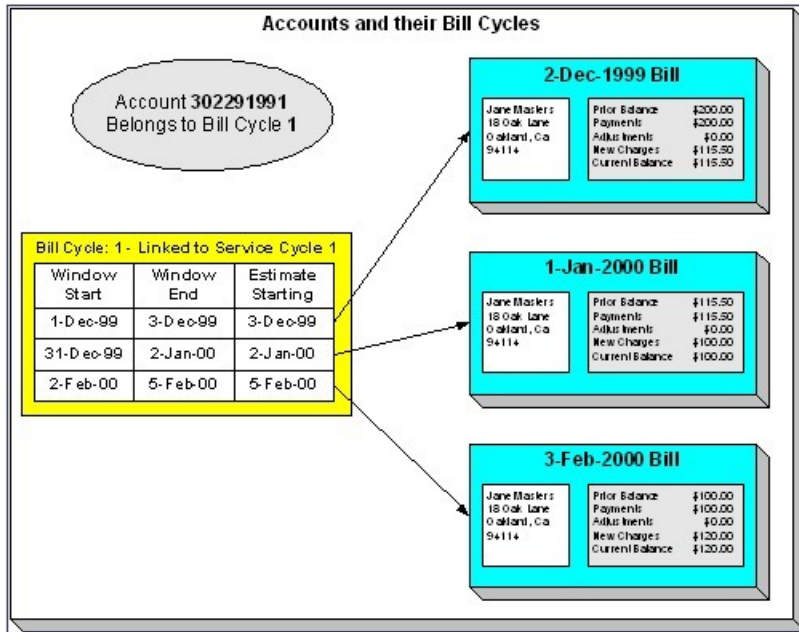 Accounts and their Bill Cycles
Account 302291991
Belongs to Bill Cycle 1
Bill Cycle: 1 - Linked to Service Cycle 1
Window Start
Window End
Estimate Starting
1-Dec-99 3-Dec-99 3-Dec-99
31-Dec-99 2-Jan-00 2-Jan-00
2-Feb-00 5-Feb-00 5-Feb-00
2-Dec-1999 Bill
Jane Masters
18 Oak Lane
Oakland, Ca
94114
Prior Balance $200.00
Payments $200.00
Adjustments $0.00
New Charges $115.50
Current Balance $115.50
1-Jan-2000 Bill
Jane Masters
18 Oak Lane
Oakland, Ca
94114
Prior Balance $115.50
Payments $115.50
Adjustments $0.00
New Charges $100.00
Current Balance $100.00
3-Feb-2000 Bill
Jane Masters
18 Oak Lane
Oakland, Ca
94114
Prior Balance $100.00
Payments $100.00
Adjustments $0.00
New Charges $120.00
Current Balance $120.00